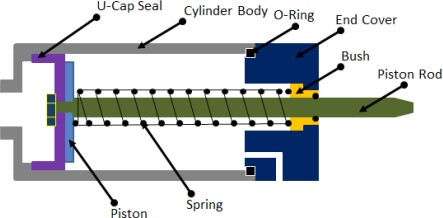 U-Cap Seal
Cylinder Body
O-Ring
End Cover
Bush
Piston Rod
Piston
Spring